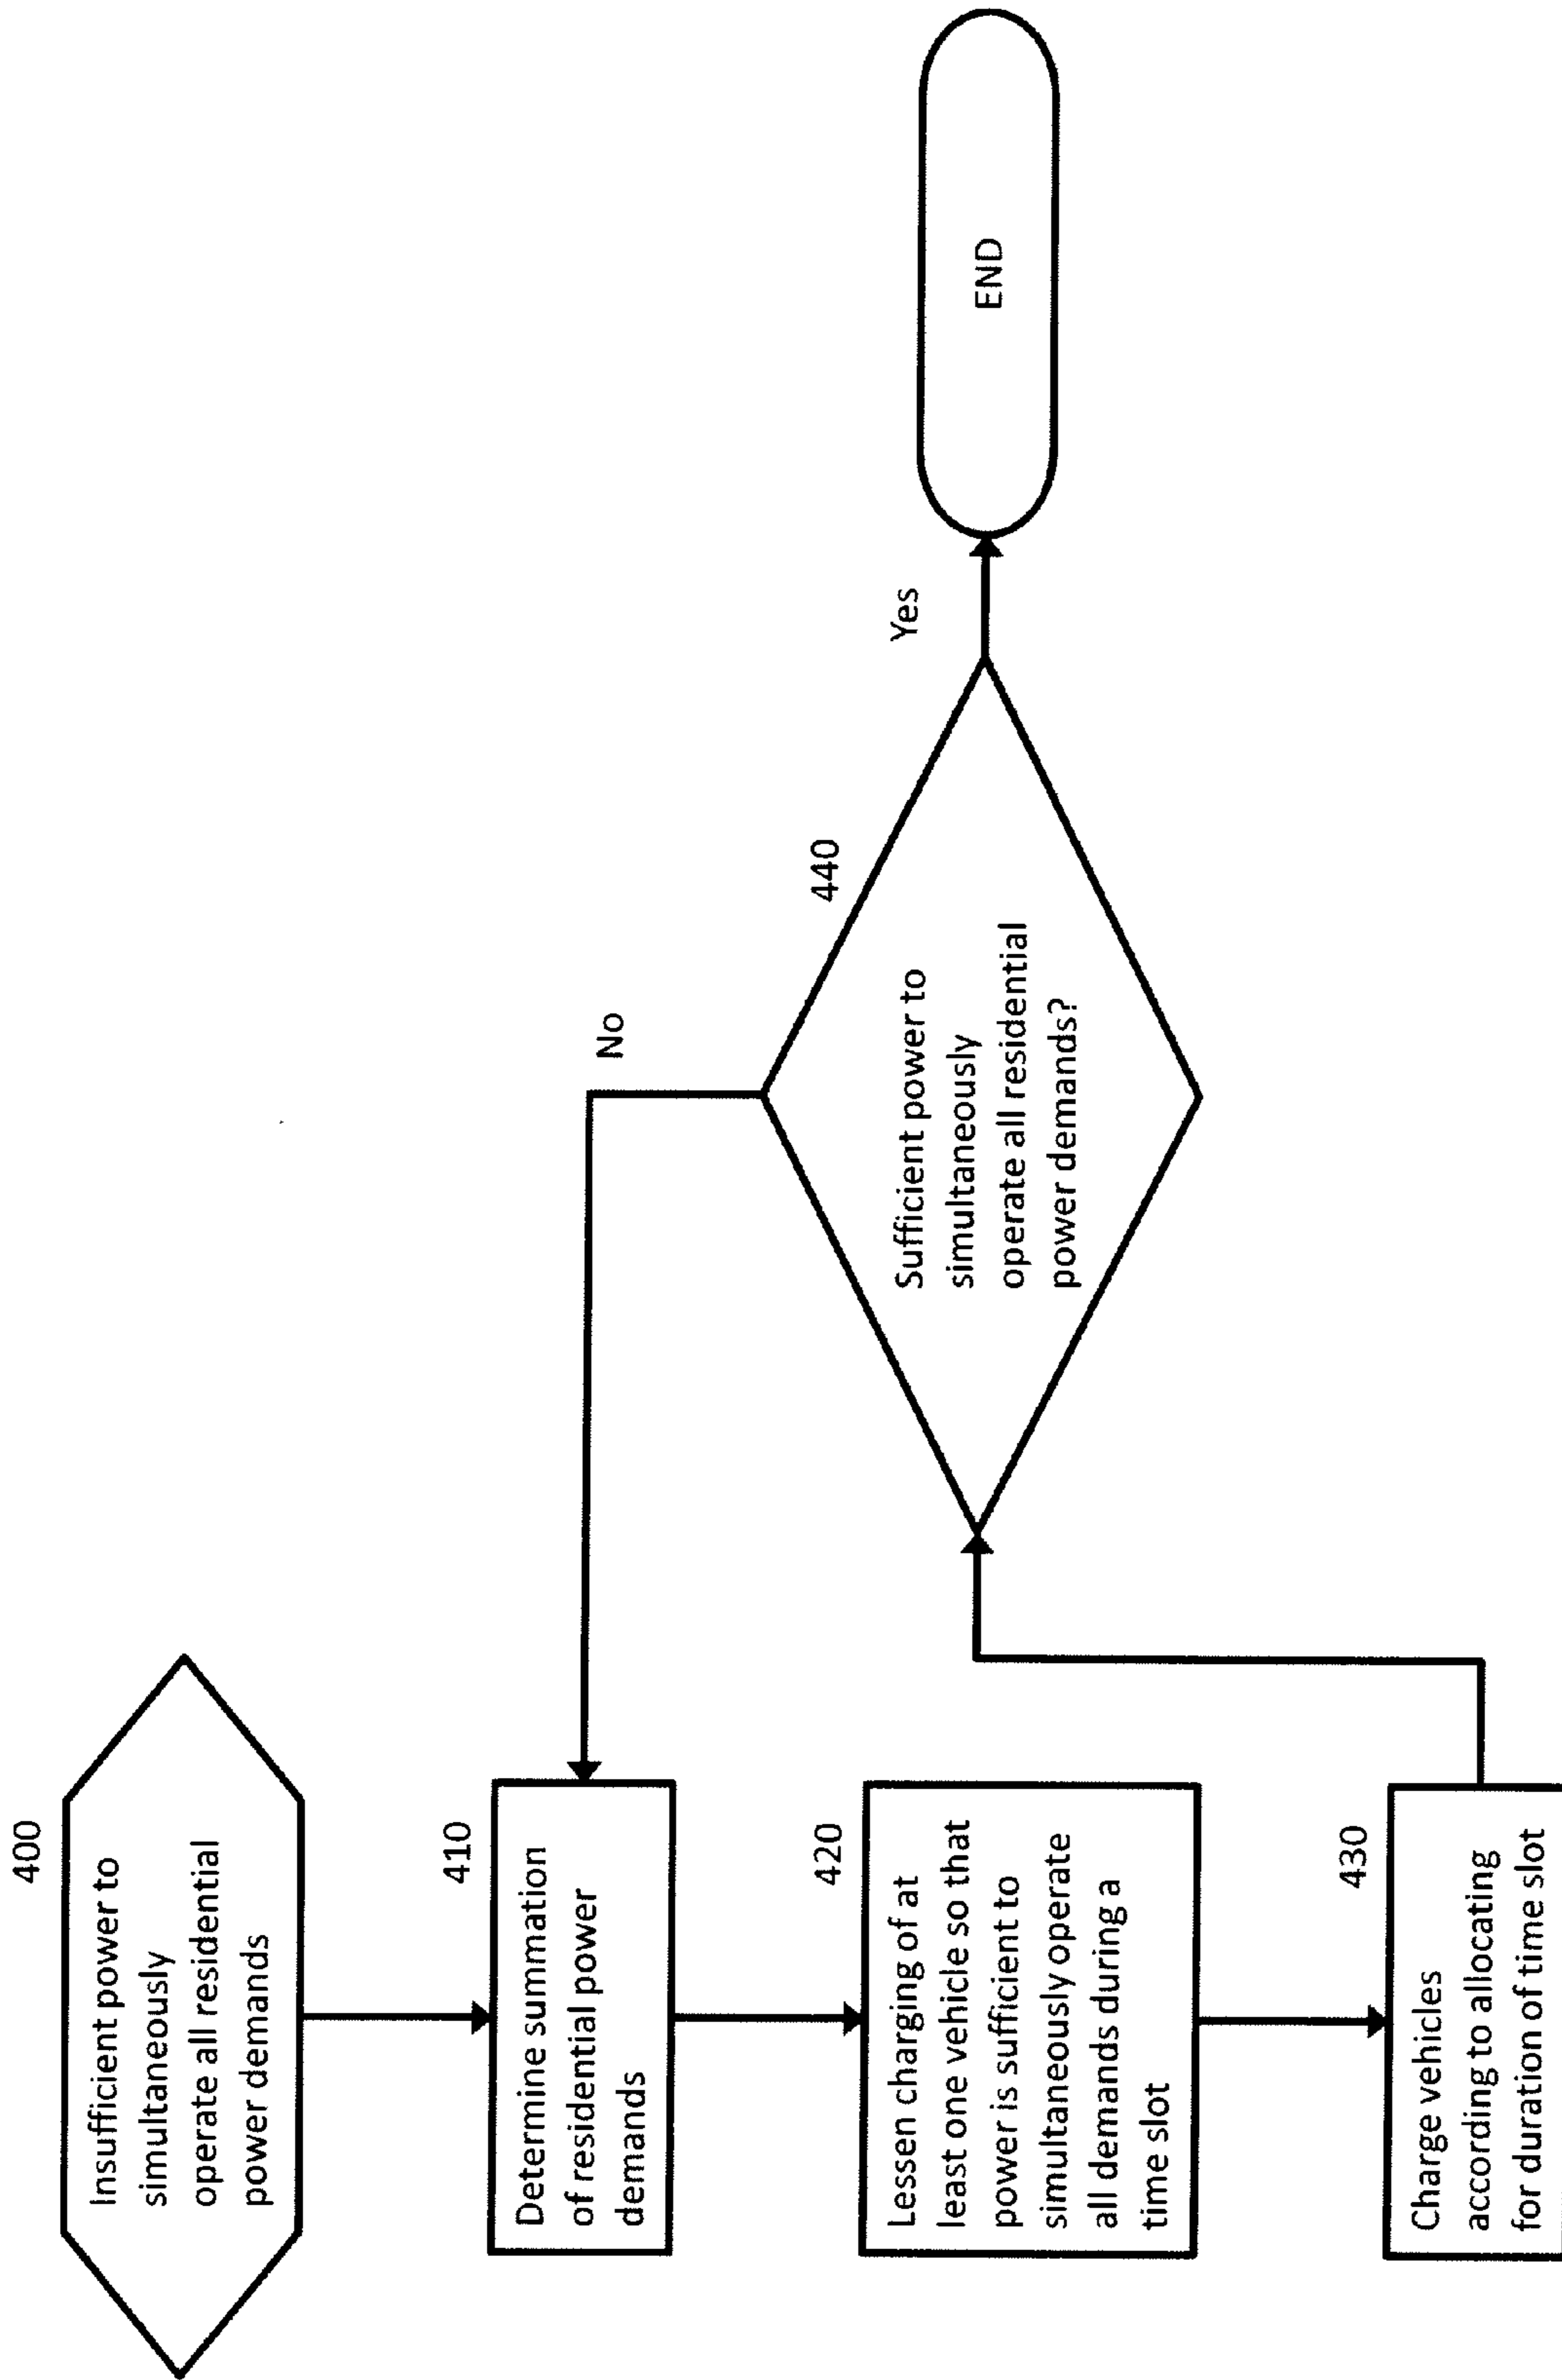 400
Insufficient power to
simultaneously
operate all residential
power demands
410
Determine summation
of residential power
demands
420
Lessen charging of at
least one vehicle so that
power is sufficient to
simultaneously operate
all demands during a
time slot
430
Charge vehicles
according to allocating
for duration of time slot
440
Sufficient power to
simultaneously
operate all residential
power demands?
No
Yes
END